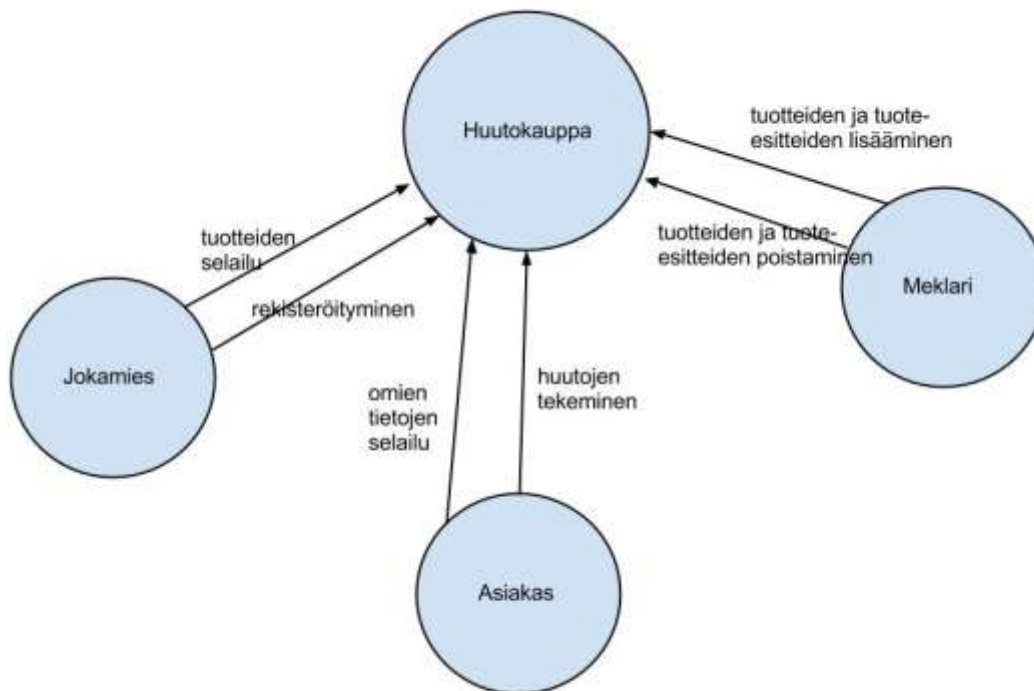 Huutokauppa
tuotteiden ja tuote-
esitteiden lisääminen
tuotteiden ja tuote-
esitteiden poistaminen
Meklari
tuotteiden
selailu
rekisteröityminen
Jokamies
omien
tietojen
selailu
huutojen
tekeminen
Asiakas